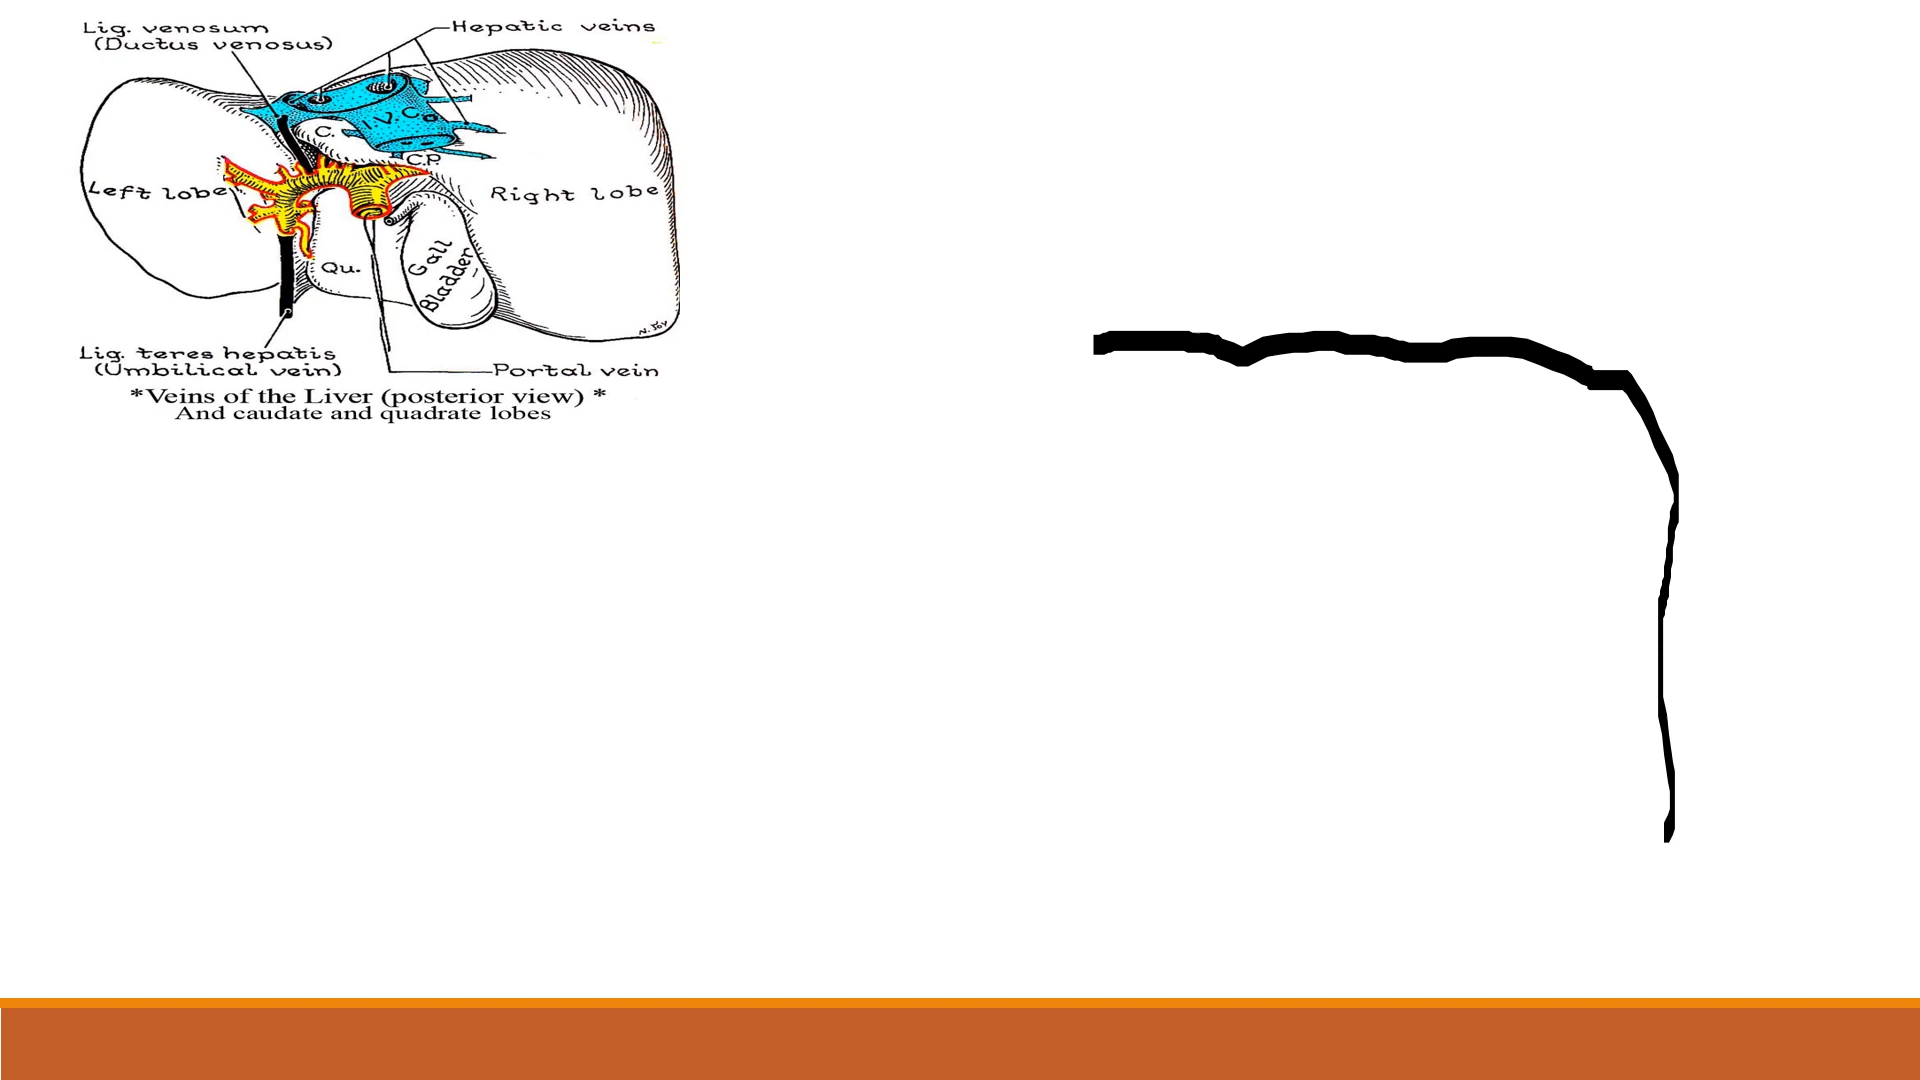 Lig. venosum
(Ductus venosus)
Hepatic veins
I.V.C.
C.
C.P.
Left lobe
Right lobe
Gall
Bladder
Qu.
Lig. teres hepatis
(Umbilical vein)
Portal vein
*Veins of the Liver (posterior view) *
And caudate and quadrate lobes